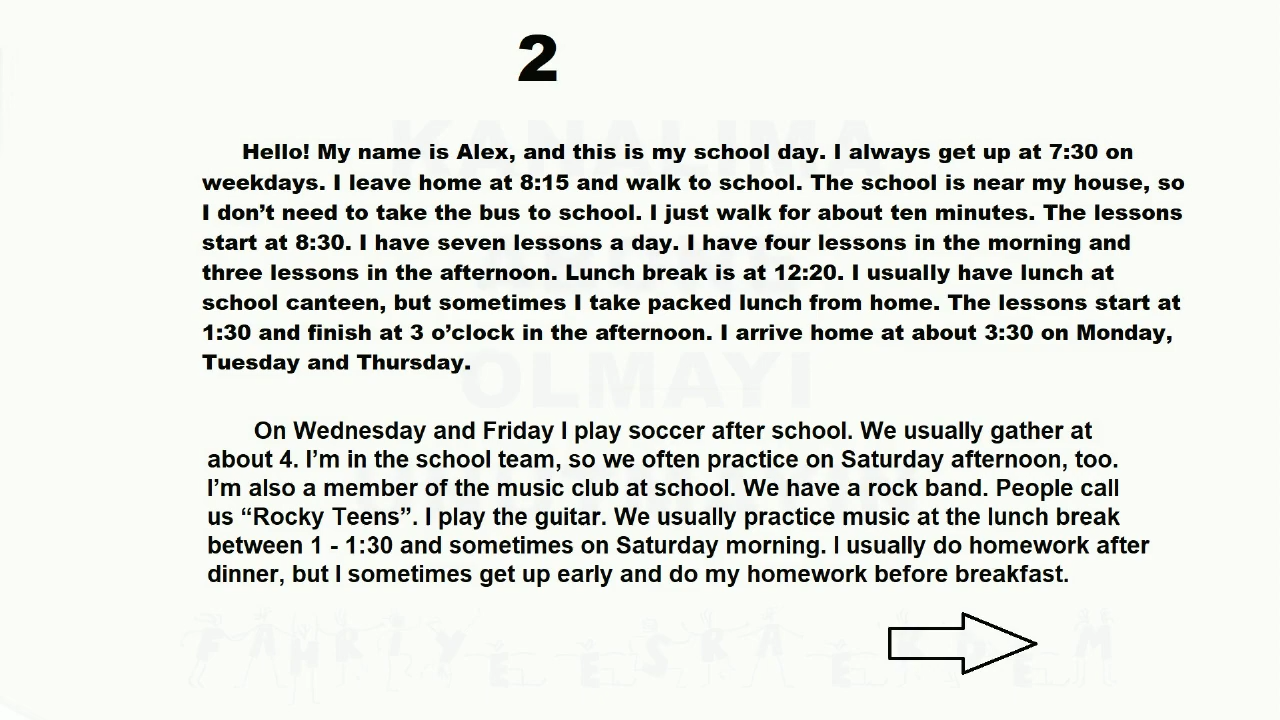 2
KANALIMA
ABONE
OLMAYI
Hello! My name is Alex, and this is my school day. I always get up at 7:30 on
weekdays. I leave home at 8:15 and walk to school. The school is near my house, so
I don’t need to take the bus to school. I just walk for about ten minutes. The lessons
start at 8:30. I have seven lessons a day. I have four lessons in the morning and
three lessons in the afternoon. Lunch break is at 12:20. I usually have lunch at
school canteen, but sometimes I take packed lunch from home. The lessons start at
1:30 and finish at 3 o’clock in the afternoon. I arrive home at about 3:30 on Monday,
Tuesday and Thursday.
On Wednesday and Friday I play soccer after school. We usually gather at
about 4. I’m in the school team, so we often practice on Saturday afternoon, too.
I’m also a member of the music club at school. We have a rock band. People call
us “Rocky Teens”. I play the guitar. We usually practice music at the lunch break
between 1 - 1:30 and sometimes on Saturday morning. I usually do homework after
dinner, but I sometimes get up early and do my homework before breakfast.
FAHRİYE ESRA ERDEM